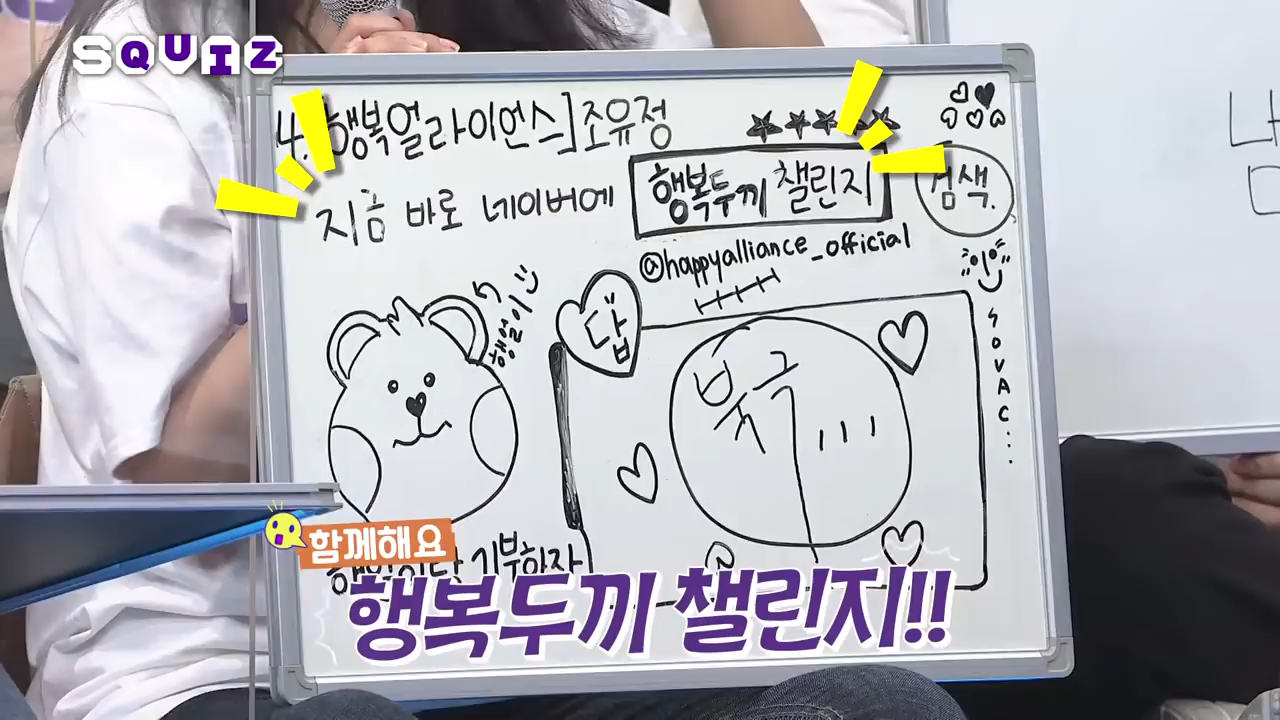 SQUIZ
4. 행복얼라이언스] 조유정
지금 바로 네이버에 행복두끼 챌린지 검색.
@happyalliance_official
행얼이
답
북극...
SOVAC...
기부하자
함께해요
행복두끼 챌린지!!